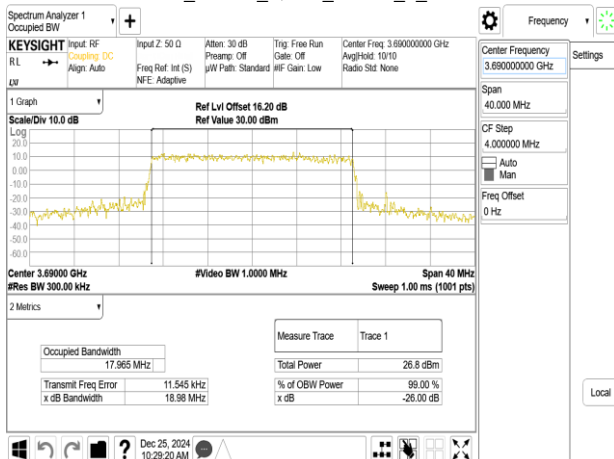 Spectrum Analyzer 1
Occupied BW
Frequency
KEYSIGHT
RL
Input: RF
Coupling: DC
Align: Auto
Input Z: 50 Ω
Freq Ref: Int (S)
NFE: Adaptive
Atten: 30 dB
Preamp: Off
µW Path: Standard
Trig: Free Run
Gate: Off
#IF Gain: Low
Center Freq: 3.690000000 GHz
Avg|Hold: 10/10
Radio Std: None
Center Frequency
3.690000000 GHz
Settings
Span
40.000 MHz
CF Step
4.000000 MHz
Auto
Man
Freq Offset
0 Hz
1 Graph
Scale/Div 10.0 dB
Ref Lvl Offset 16.20 dB
Ref Value 30.00 dBm
Log
20.0
10.0
0.00
-10.0
-20.0
-30.0
-40.0
-50.0
-60.0
Center 3.69000 GHz
#Res BW 300.00 kHz
#Video BW 1.0000 MHz
Span 40 MHz
Sweep 1.00 ms (1001 pts)
2 Metrics
Measure Trace Trace 1
Occupied Bandwidth
17.965 MHz
Total Power 26.8 dBm
Transmit Freq Error 11.545 kHz
% of OBW Power 99.00 %
x dB Bandwidth 18.98 MHz
x dB -26.00 dB
Local
?
Dec 25, 2024
10:29:20 AM